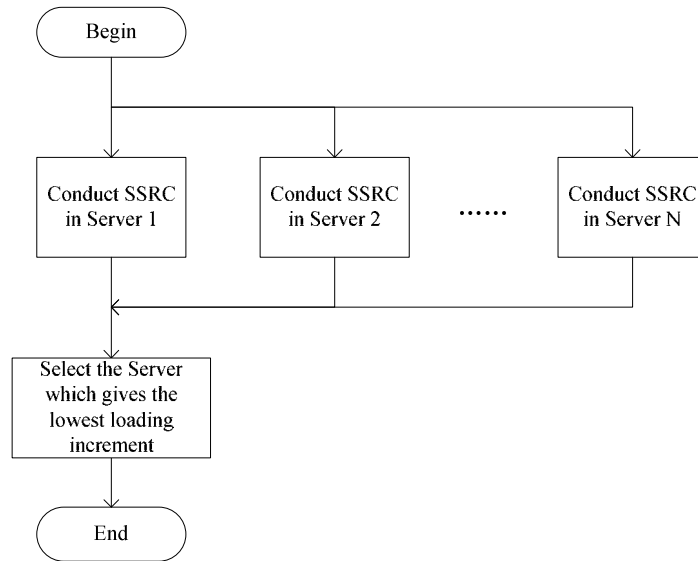 Begin
Conduct SSRC
in Server 1
Conduct SSRC
in Server 2
......
Conduct SSRC
in Server N
Select the Server
which gives the
lowest loading
increment
End